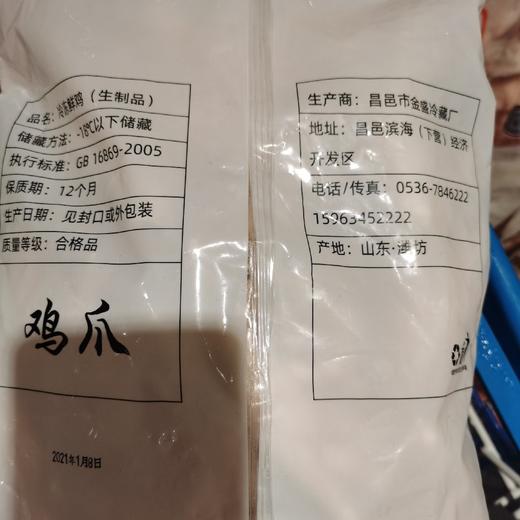 品名：冷冻鲜鸡（生制品）
储藏方法：-18℃以下储藏
执行标准：GB 16869-2005
保质期：12个月
生产日期：见封口或外包装
质量等级：合格品
鸡爪
2021年1月8日
生产商：昌邑市金盛冷藏厂
地址：昌邑滨海（下营）经济
开发区
电话/传真：0536-7846222
15963452222
产地：山东·潍坊